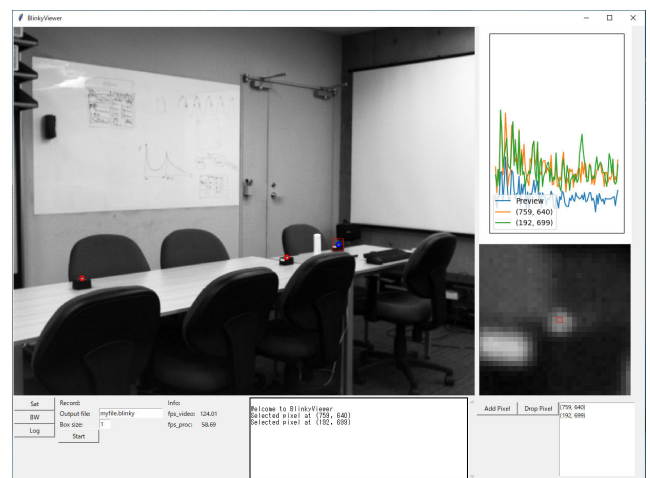 BlinkyViewer
Preview
(759, 640)
(192, 699)
Sat
BW
Log
Record:
Output file:
myfile.blinky
Box size:
1
Start
Info:
fps_video: 124.01
fps_proc: 58.69
Welcome to BlinkyViewer
Selected pixel at (759, 640)
Selected pixel at (192, 699)
Add Pixel
Drop Pixel
(759, 640)
(192, 699)